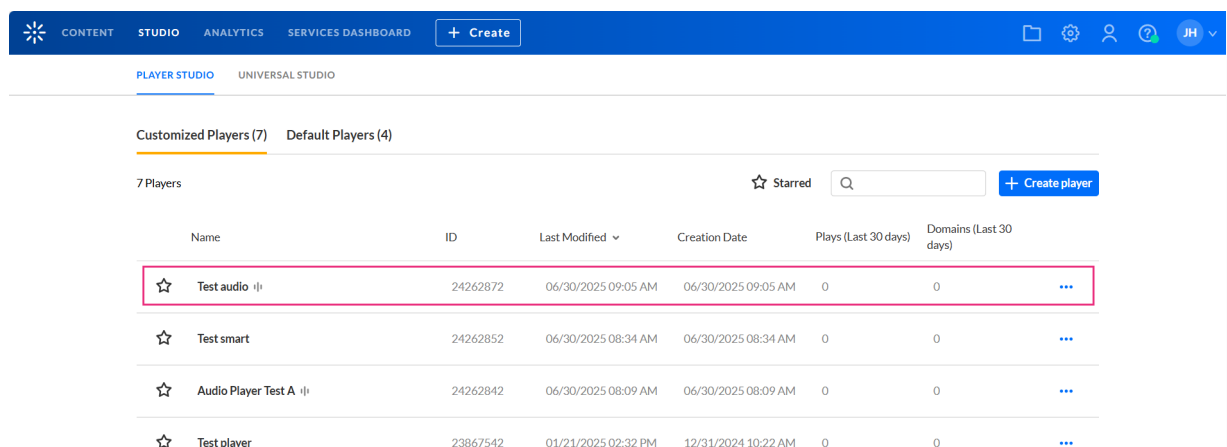 CONTENT STUDIO ANALYTICS SERVICES DASHBOARD + Create JH
PLAYER STUDIO UNIVERSAL STUDIO
Customized Players (7) Default Players (4)
7 Players Starred + Create player
Name ID Last Modified Creation Date Plays (Last 30 days) Domains (Last 30 days)
Test audio 24262872 06/30/2025 09:05 AM 06/30/2025 09:05 AM 0 0
Test smart 24262852 06/30/2025 08:34 AM 06/30/2025 08:34 AM 0 0
Audio Player Test A 24262842 06/30/2025 08:09 AM 06/30/2025 08:09 AM 0 0
Test player 23867542 01/21/2025 02:32 PM 12/31/2024 10:22 AM 0 0